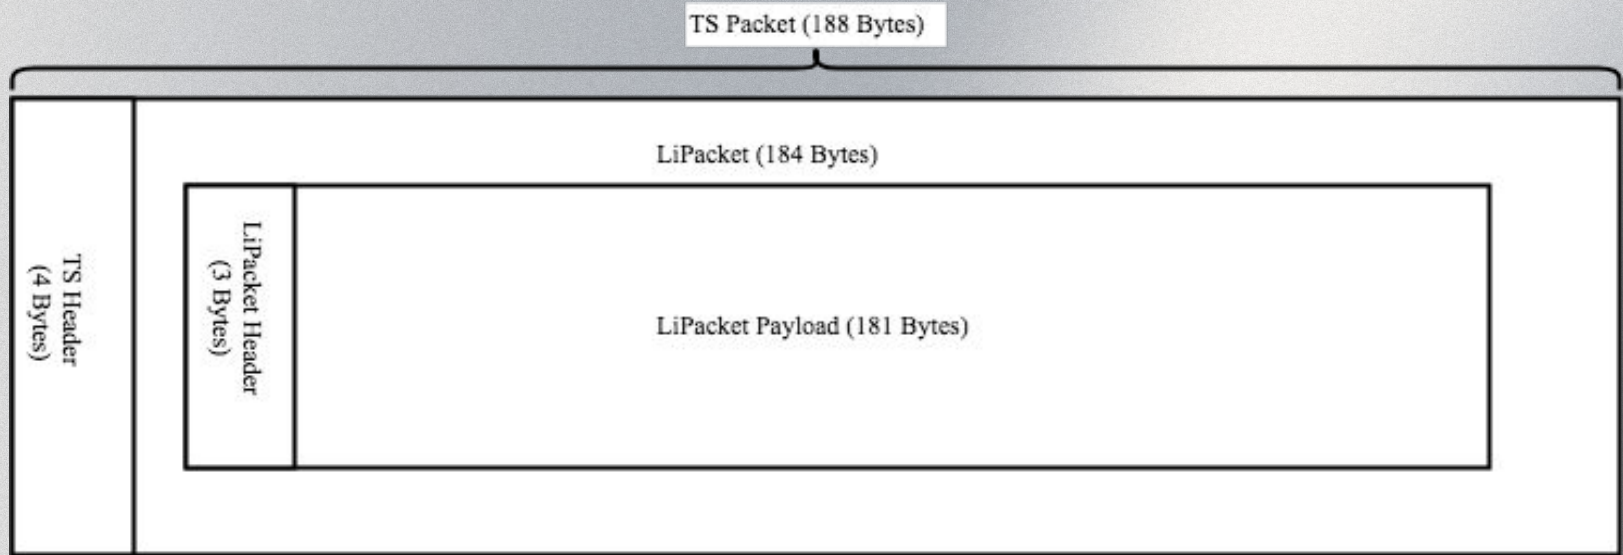 TS Packet (188 Bytes)
LiPacket (184 Bytes)
TS Header
(4 Bytes)
LiPacket Header
(3 Bytes)
LiPacket Payload (181 Bytes)